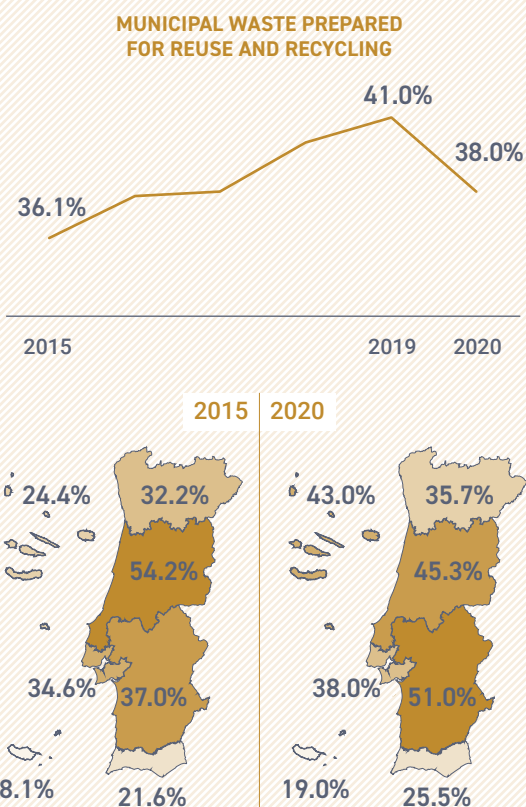 MUNICIPAL WASTE PREPARED
FOR REUSE AND RECYCLING
41.0%
38.0%
36.1%
2015 2019 2020
2015 2020
24.4% 32.2% 43.0% 35.7%
54.2% 45.3%
34.6% 37.0% 38.0% 51.0%
8.1% 21.6% 19.0% 25.5%